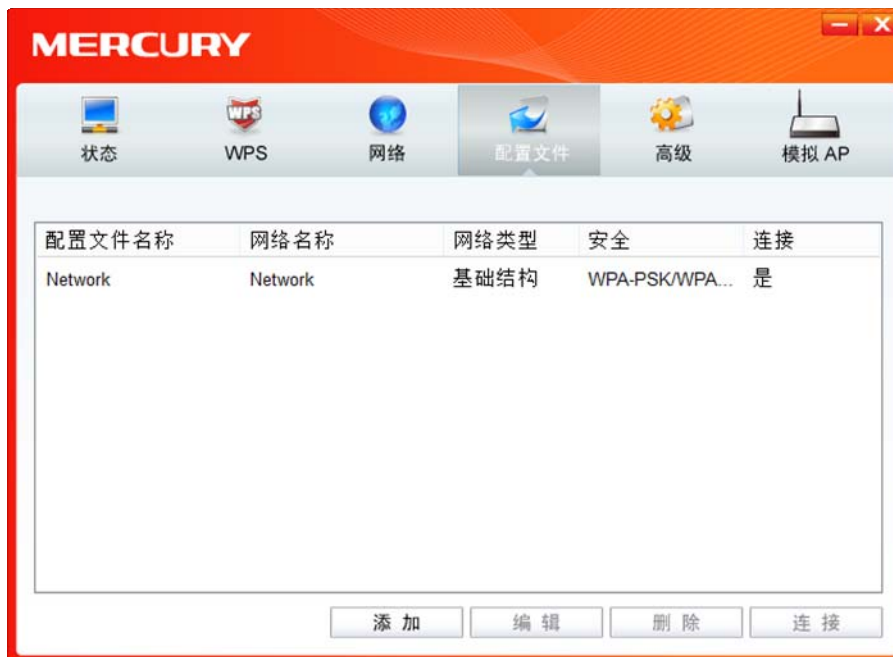 MERCURY
状态 WPS 网络 配置文件 高级 模拟 AP
配置文件名称 网络名称 网络类型 安全 连接
Network Network 基础结构 WPA-PSK/WPA... 是
添 加 编 辑 删 除 连 接